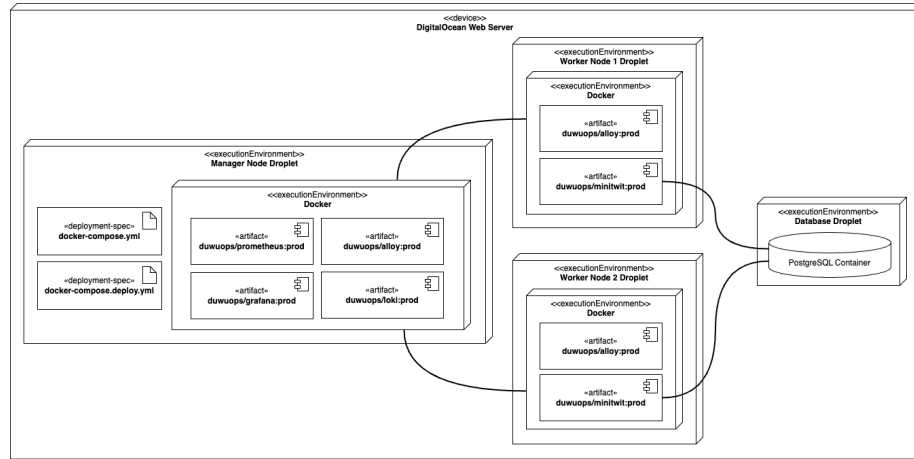 <<device>>
DigitalOcean Web Server
<<executionEnvironment>>
Manager Node Droplet
«deployment-spec»
docker-compose.yml
«deployment-spec»
docker-compose.deploy.yml
<<executionEnvironment>>
Docker
«artifact»
duwuops/prometheus:prod
«artifact»
duwuops/alloy:prod
«artifact»
duwuops/grafana:prod
«artifact»
duwuops/loki:prod
<<executionEnvironment>>
Worker Node 1 Droplet
<<executionEnvironment>>
Docker
«artifact»
duwuops/alloy:prod
«artifact»
duwuops/minitwit:prod
<<executionEnvironment>>
Worker Node 2 Droplet
<<executionEnvironment>>
Docker
«artifact»
duwuops/alloy:prod
«artifact»
duwuops/minitwit:prod
<<executionEnvironment>>
Database Droplet
PostgreSQL Container